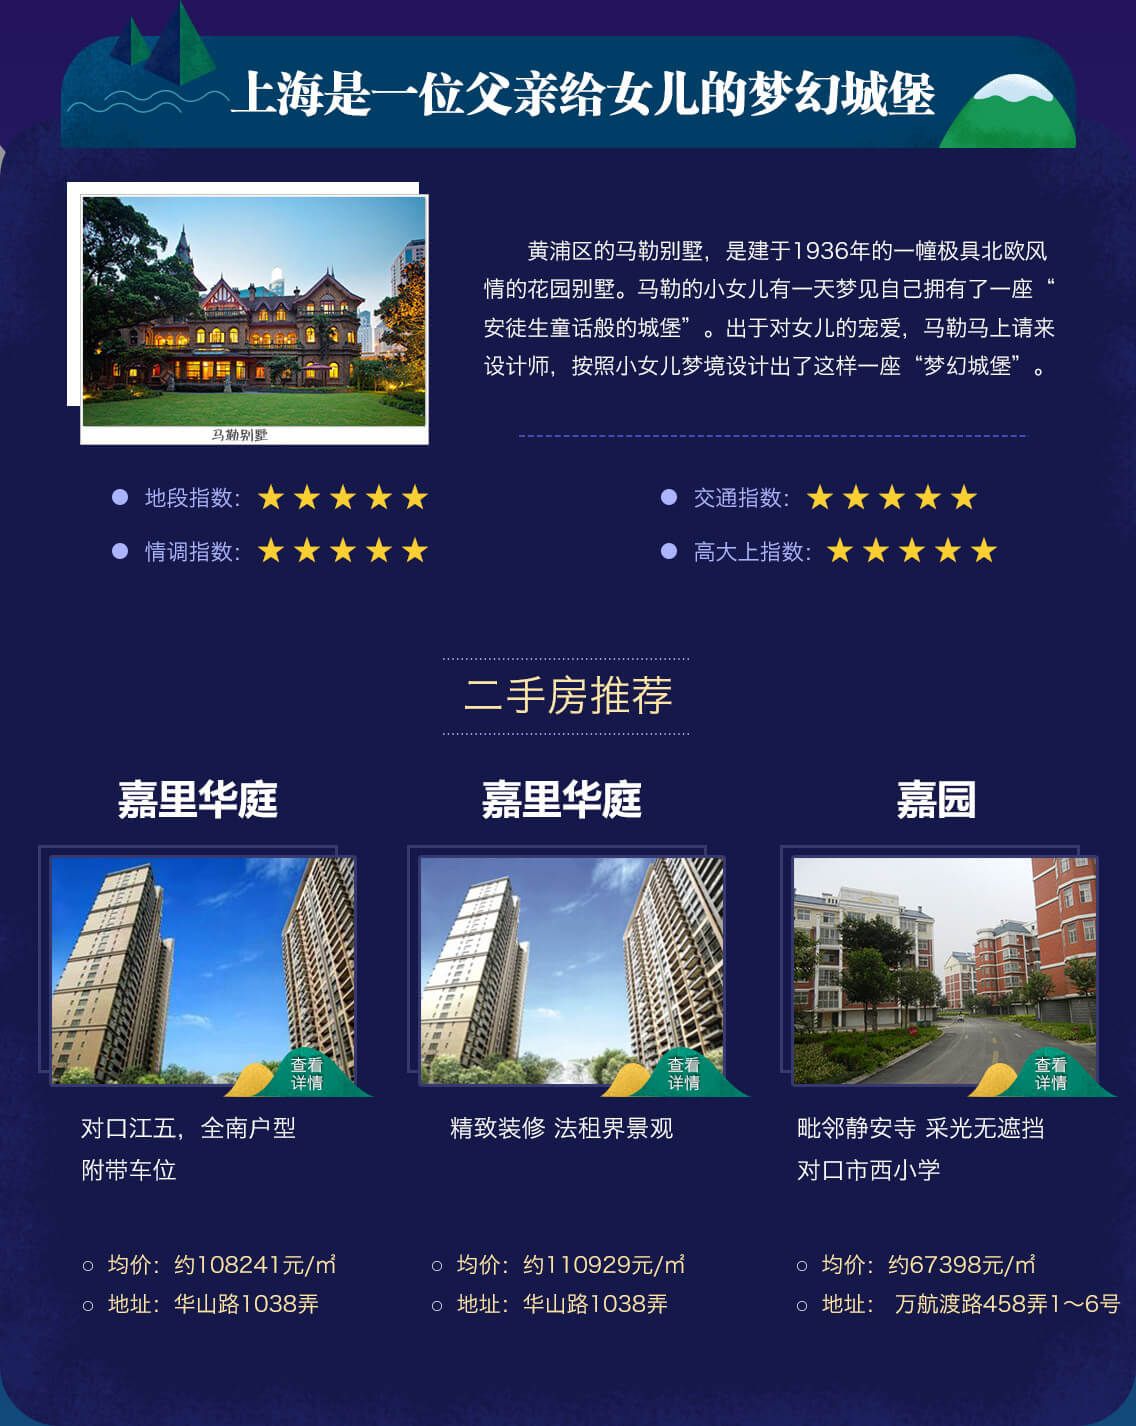 上海是一位父亲给女儿的梦幻城堡
黄浦区的马勒别墅，是建于1936年的一幢极具北欧风
情的花园别墅。马勒的小女儿有一天梦见自己拥有了一座“
安徒生童话般的城堡”。出于对女儿的宠爱，马勒马上请来
设计师，按照小女儿梦境设计出了这样一座“梦幻城堡”。
马勒别墅
地段指数：
交通指数：
情调指数：
高大上指数：
二手房推荐
嘉里华庭
嘉里华庭
嘉园
查看
详情
查看
详情
查看
详情
对口江五，全南户型
附带车位
精致装修 法租界景观
毗邻静安寺 采光无遮挡
对口市西小学
均价：约108241元/㎡
地址：华山路1038弄
均价：约110929元/㎡
地址：华山路1038弄
均价：约67398元/㎡
地址： 万航渡路458弄1～6号